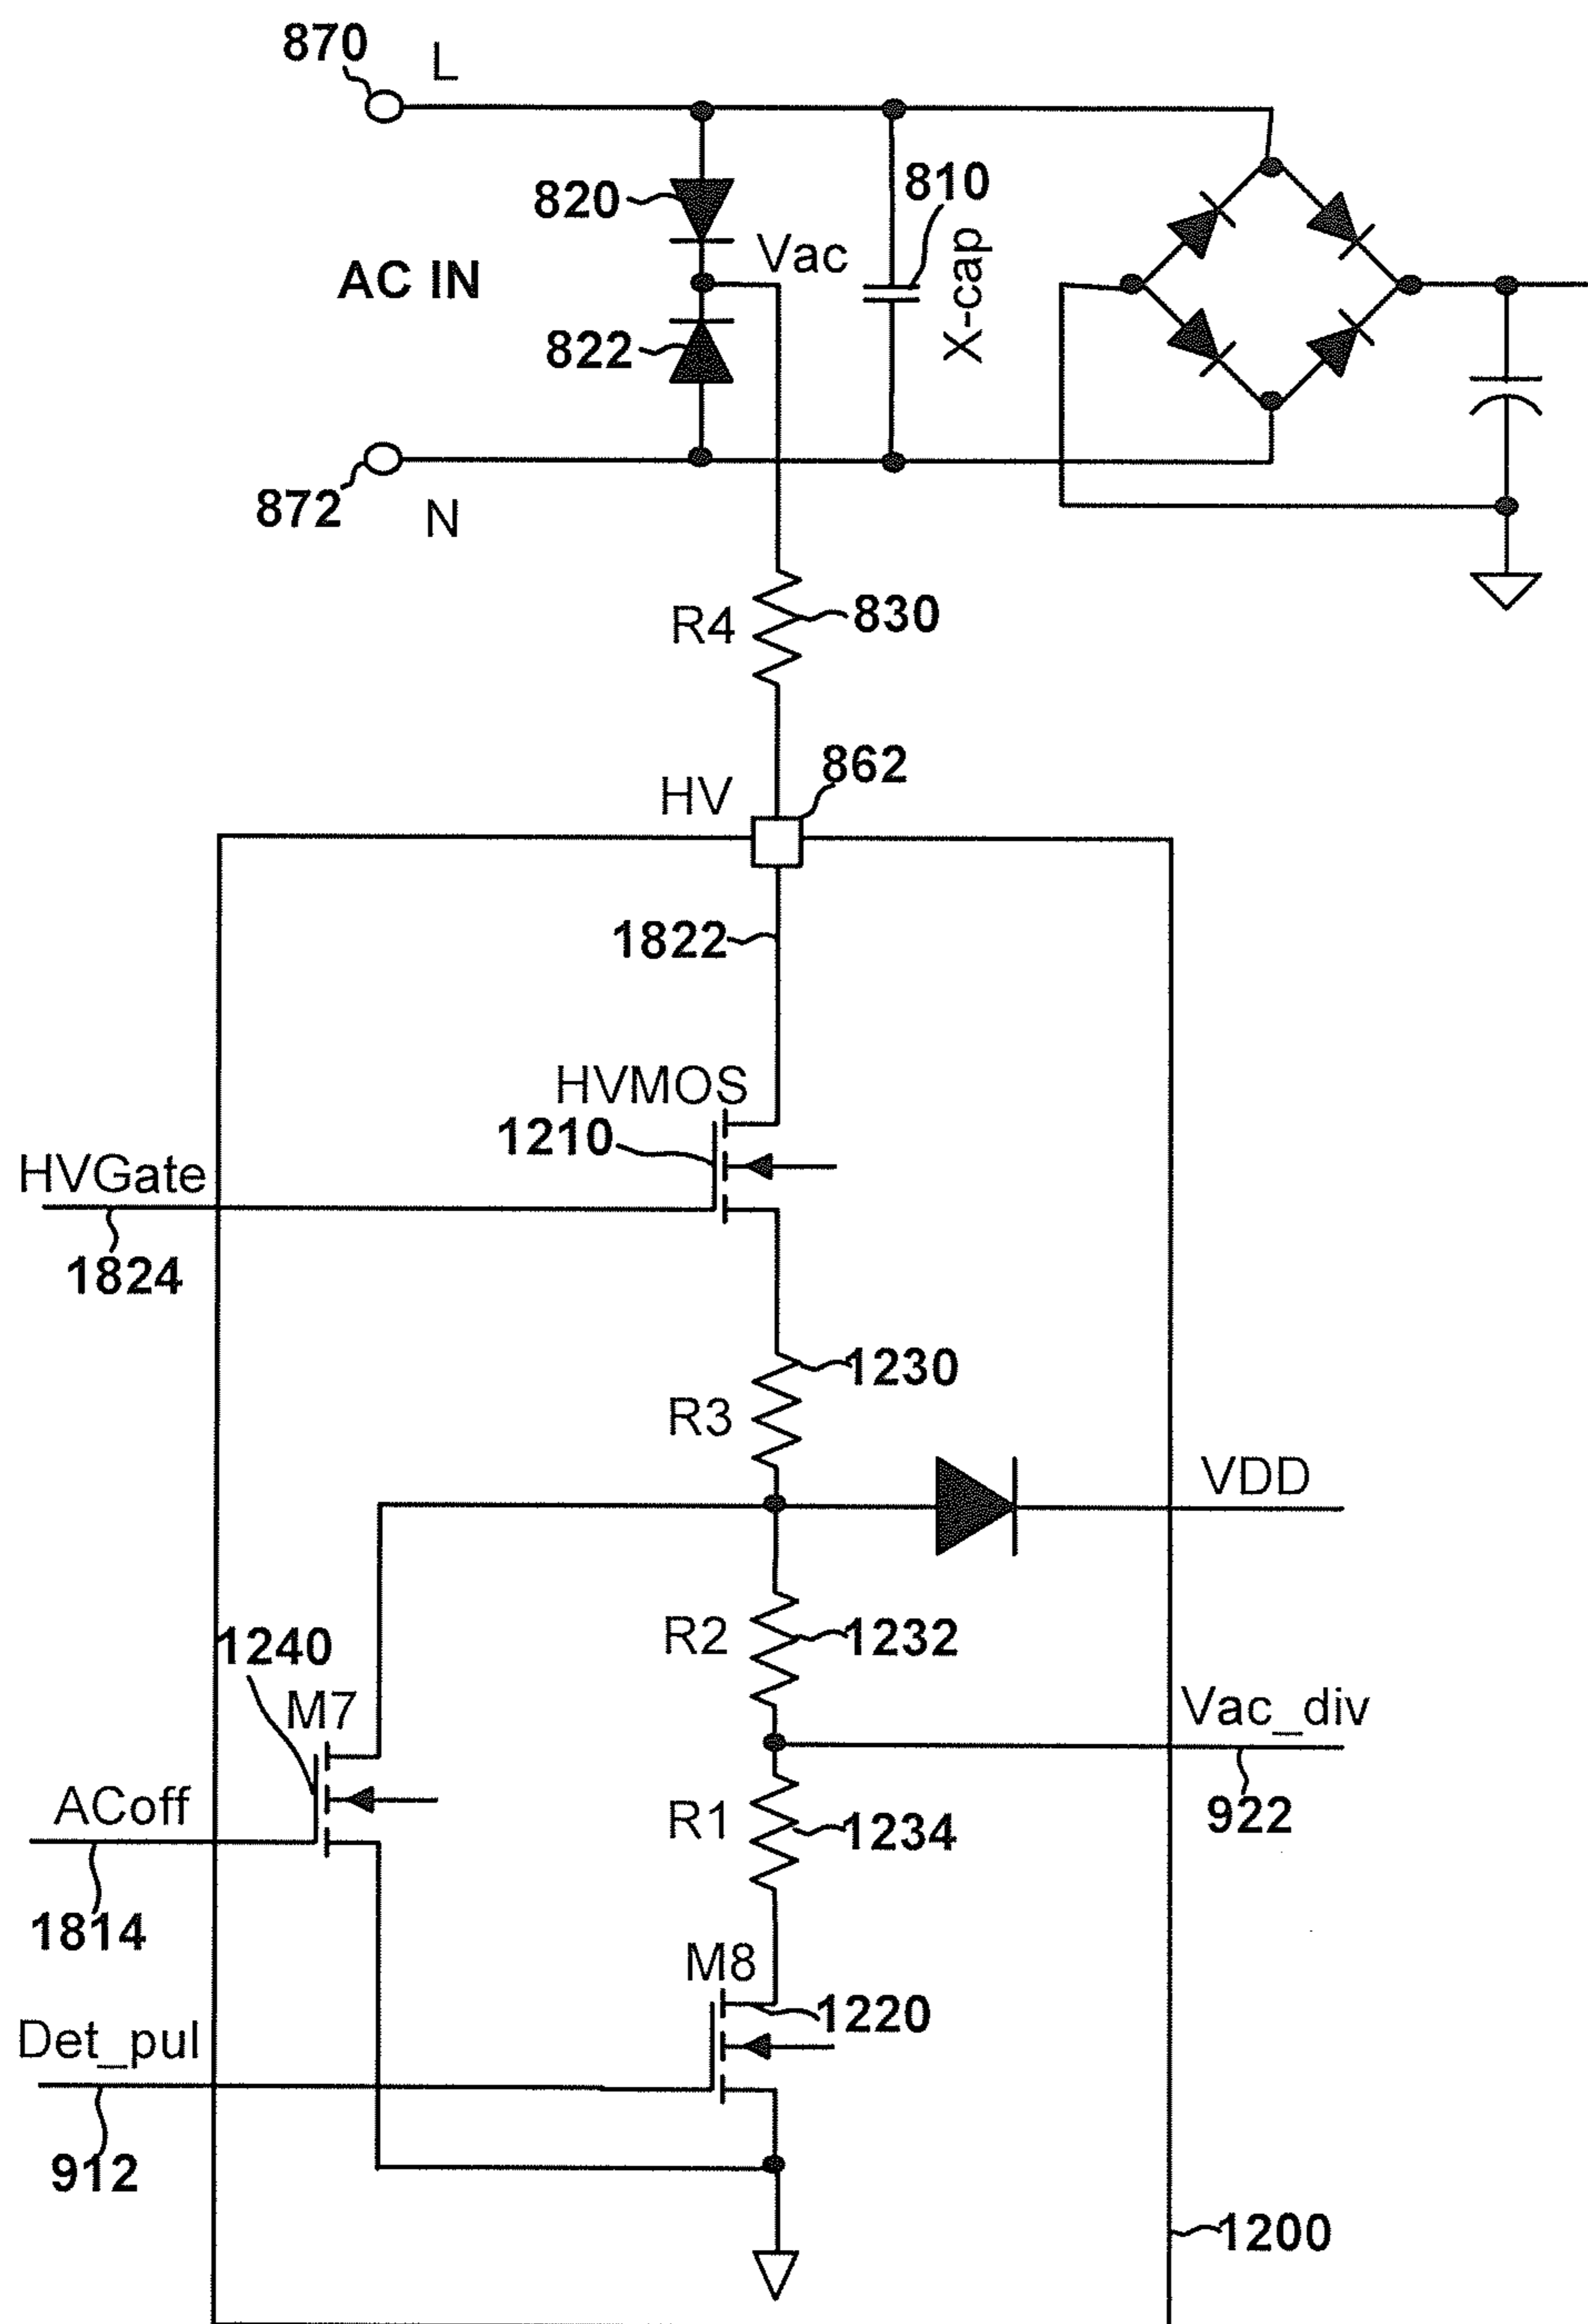 870
L
820
810
Vac
X-cap
AC IN
822
872
N
R4
830
862
HV
1822
HVMOS
1210
HVGate
1824
1230
R3
VDD
R2
1232
1240
M7
Vac_div
ACoff
R1
1234
922
1814
M8
1220
Det_pul
912
1200